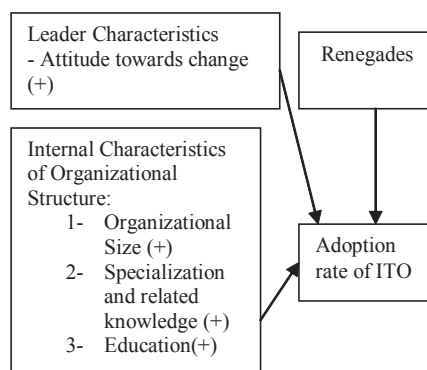 Leader Characteristics
- Attitude towards change
(+)
Renegades
Internal Characteristics
of Organizational
Structure:
1- Organizational
Size (+)
2- Specialization
and related
knowledge (+)
3- Education(+)
Adoption
rate of ITO